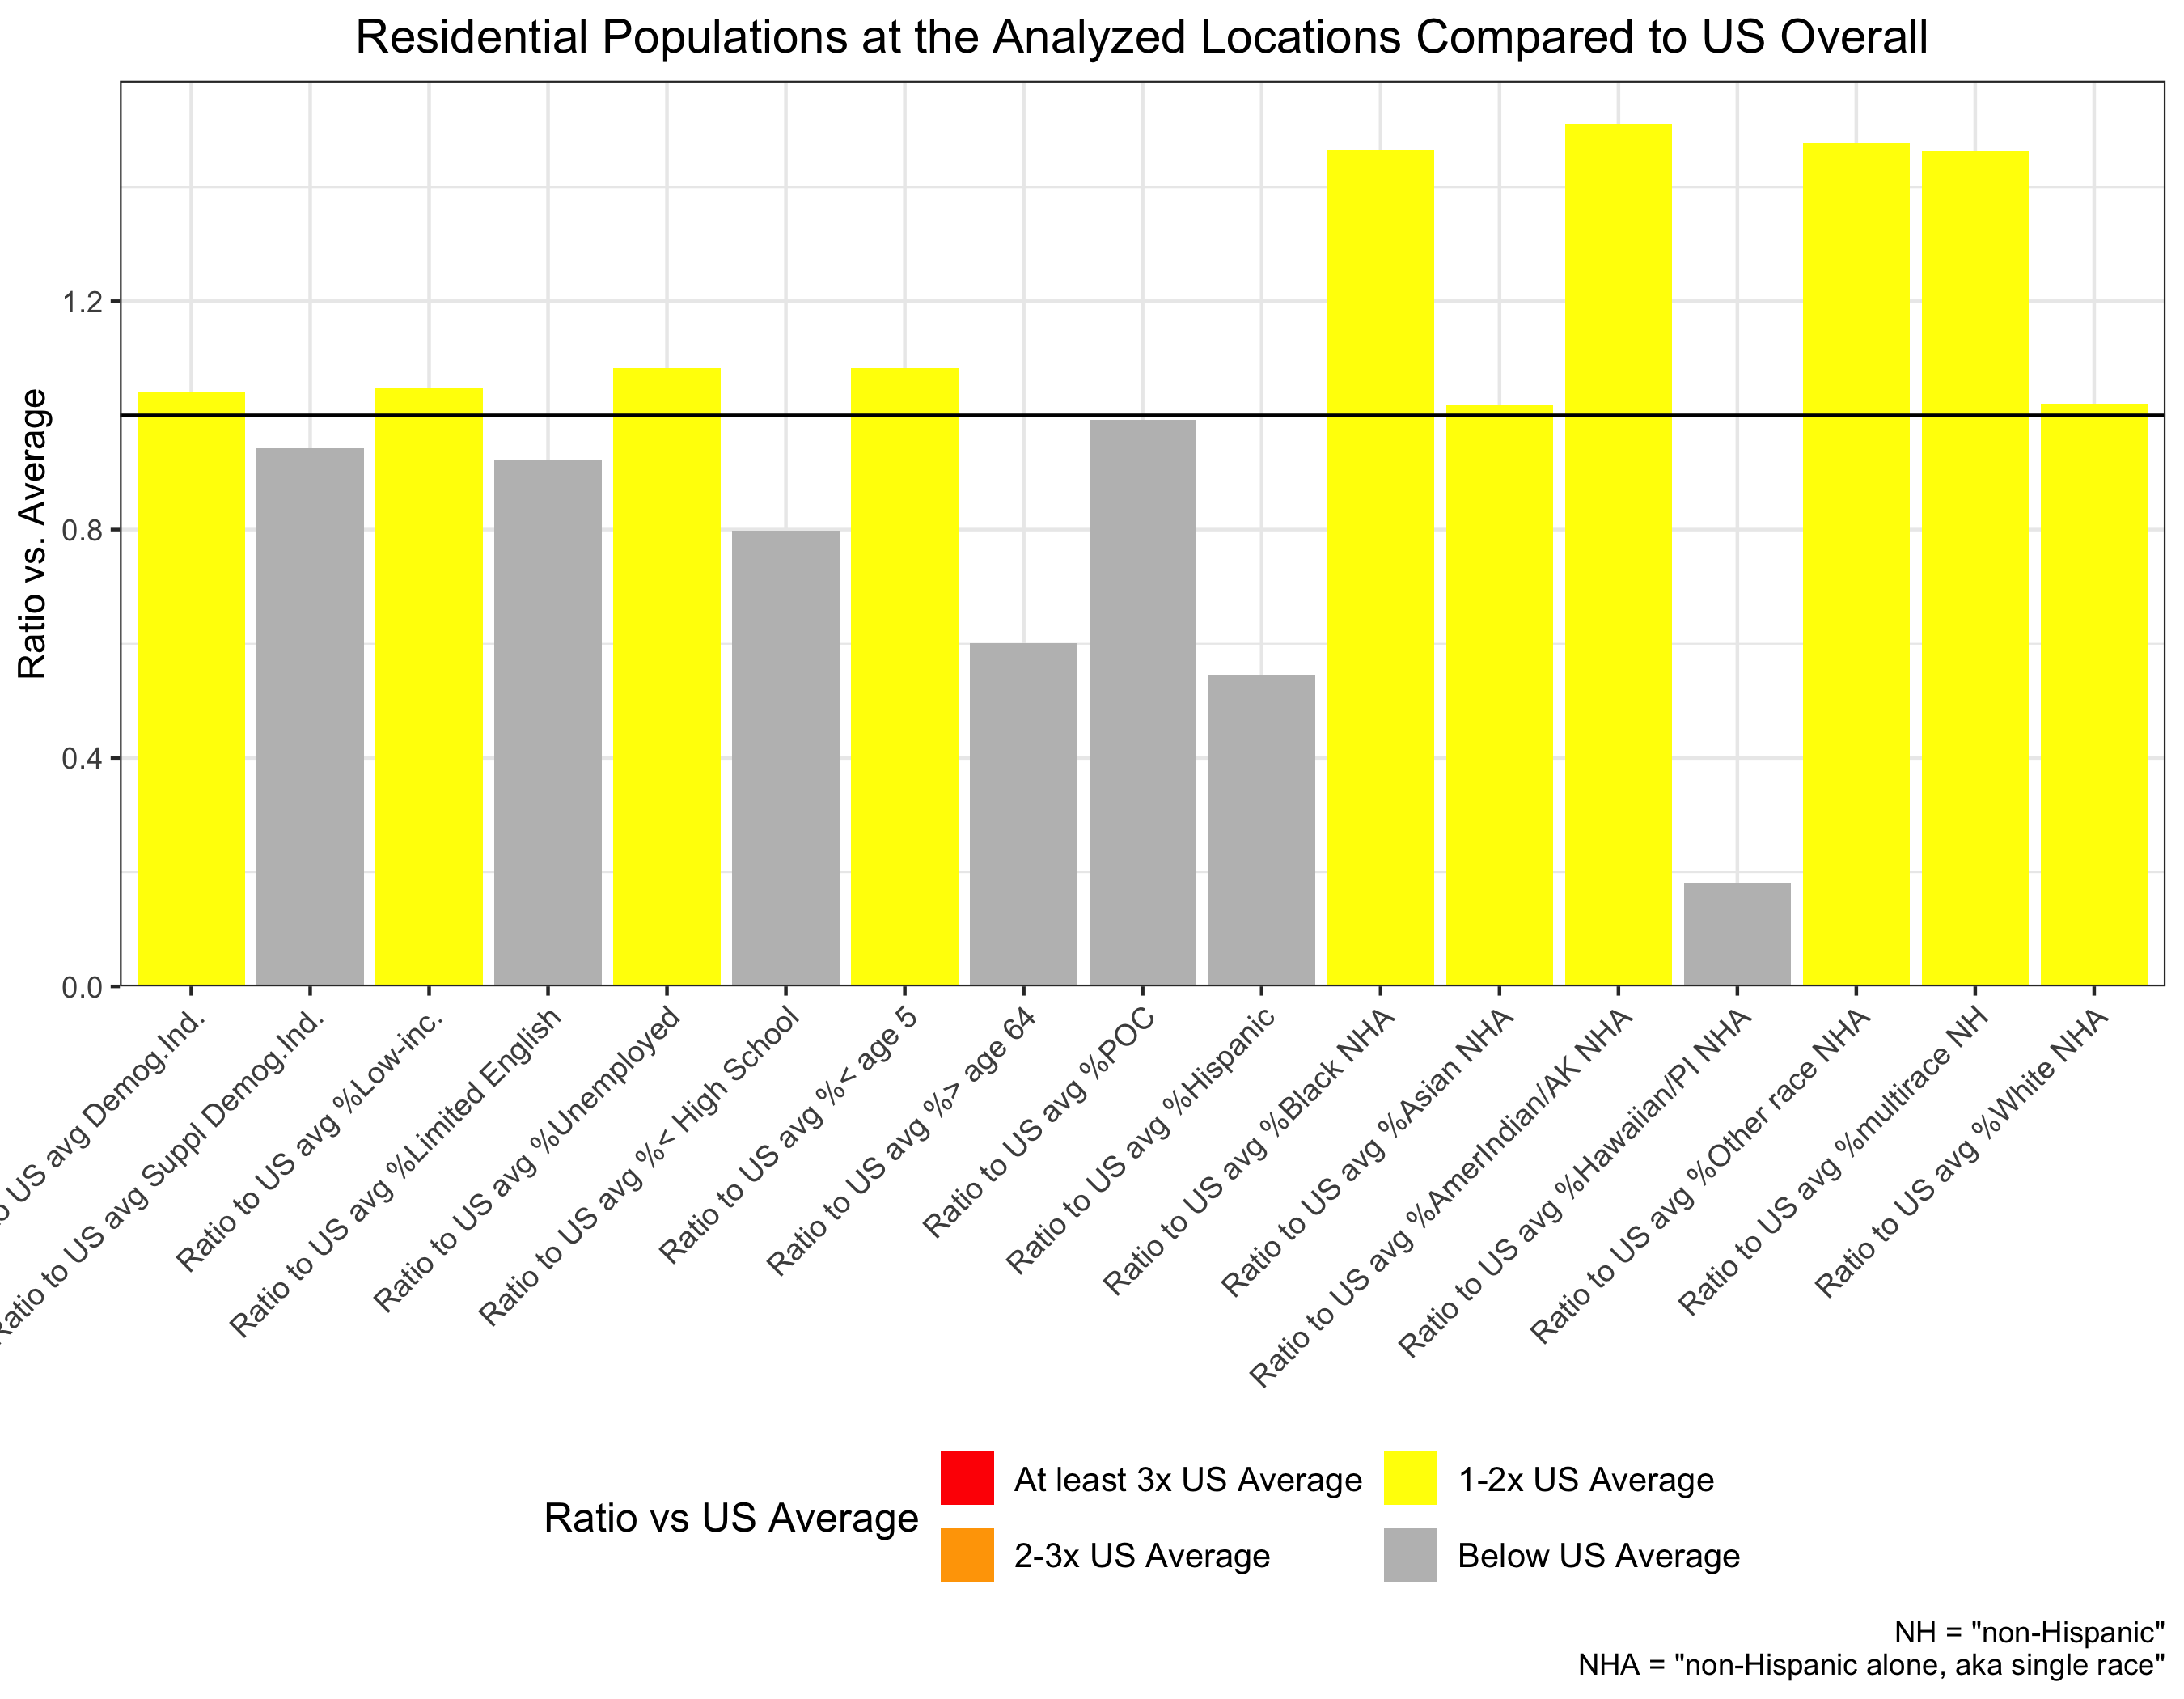 Residential Populations at the Analyzed Locations Compared to US Overall
Ratio vs. Average
1.2
0.8
0.4
0.0
US avg Demog.Ind.
to US avg Suppl Demog.Ind.
Ratio to US avg %Low-inc.
Ratio to US avg %Limited English
Ratio to US avg %Unemployed
Ratio to US avg %< High School
Ratio to US avg %< age 5
Ratio to US avg %> age 64
Ratio to US avg %POC
Ratio to US avg %Hispanic
Ratio to US avg %Black NHA
Ratio to US avg %Asian NHA
Ratio to US avg %AmerIndian/AK NHA
Ratio to US avg %Hawaiian/PI NHA
Ratio to US avg %Other race NHA
Ratio to US avg %multirace NH
Ratio to US avg %White NHA
Ratio vs US Average
At least 3x US Average
1-2x US Average
2-3x US Average
Below US Average
NH = "non-Hispanic"
NHA = "non-Hispanic alone, aka single race"